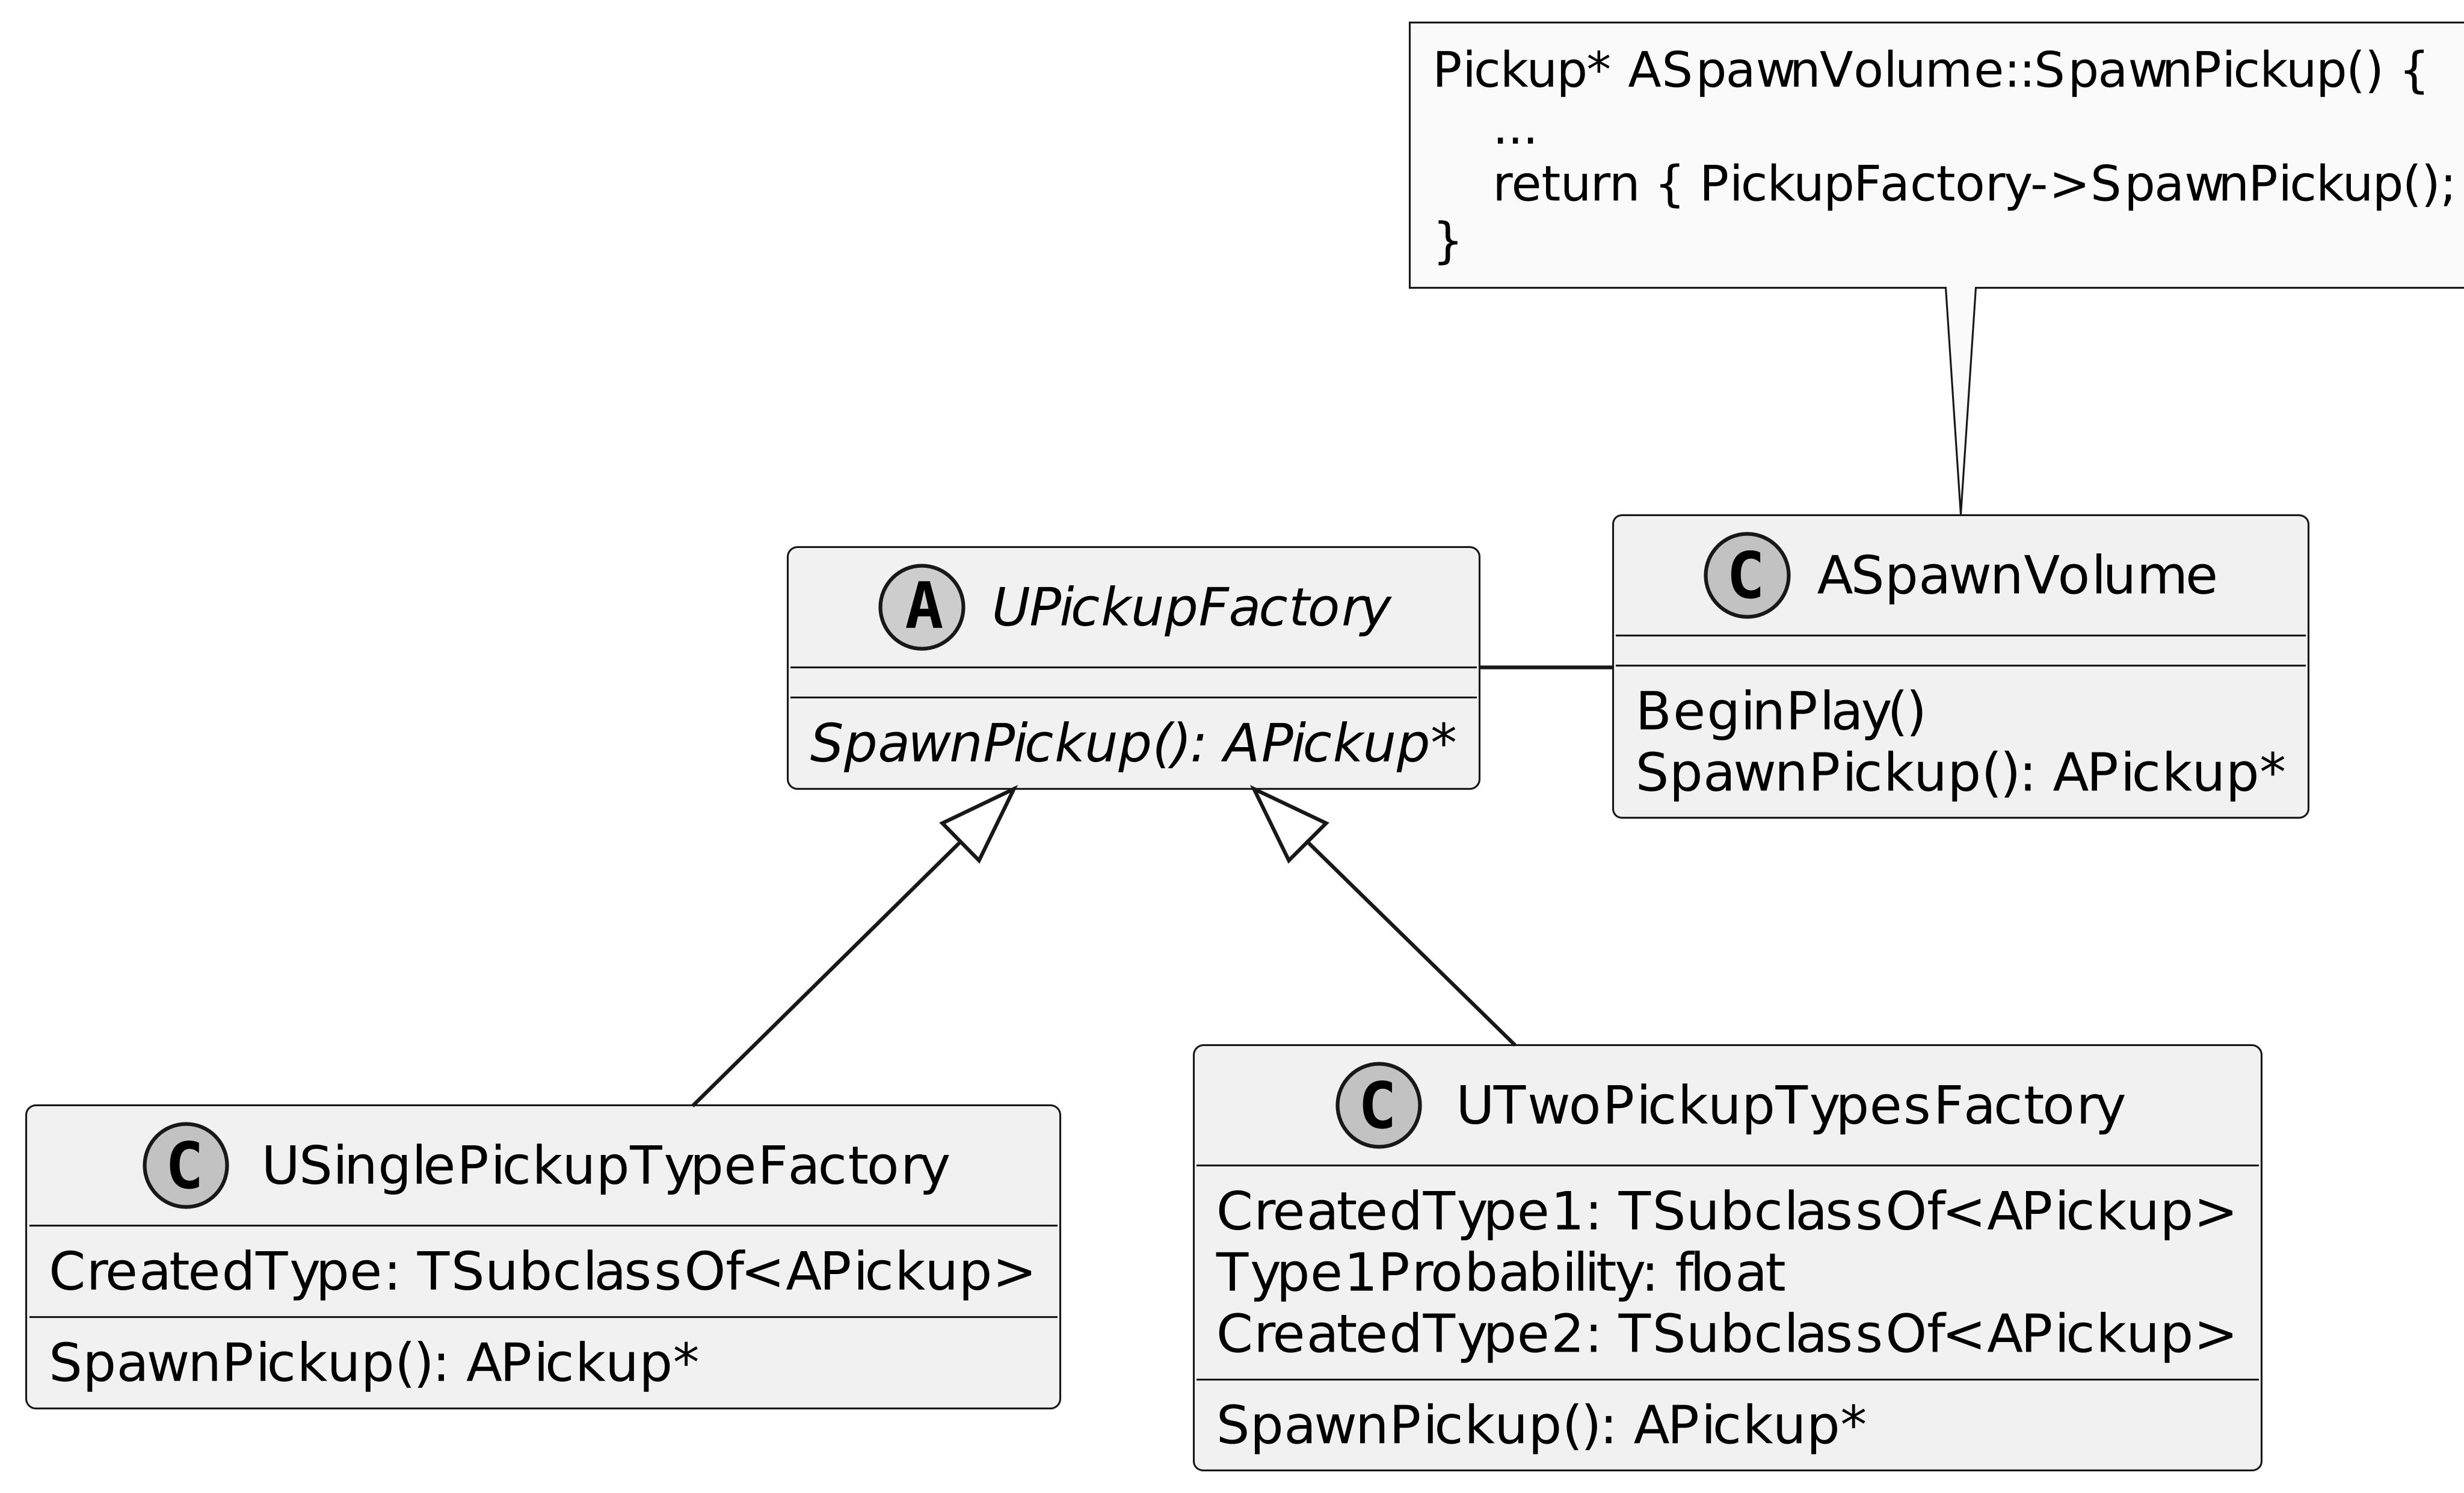 Pickup* ASpawnVolume::SpawnPickup() {
...
return { PickupFactory->SpawnPickup();
}
A UPickupFactory
SpawnPickup(): APickup*
C ASpawnVolume
BeginPlay()
SpawnPickup(): APickup*
C USinglePickupTypeFactory
CreatedType: TSubclassOf<APickup>
SpawnPickup(): APickup*
C UTwoPickupTypesFactory
CreatedType1: TSubclassOf<APickup>
Type1Probability: float
CreatedType2: TSubclassOf<APickup>
SpawnPickup(): APickup*